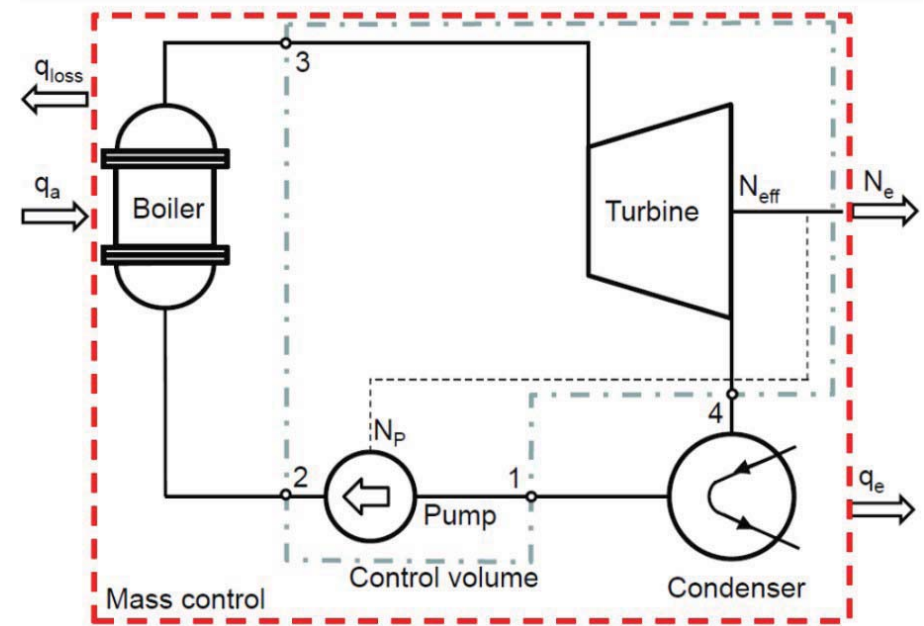 3
q_loss
q_a
Boiler
N_eff
N_e
Turbine
4
N_P
2
1
q_e
Pump
Control volume
Condenser
Mass control